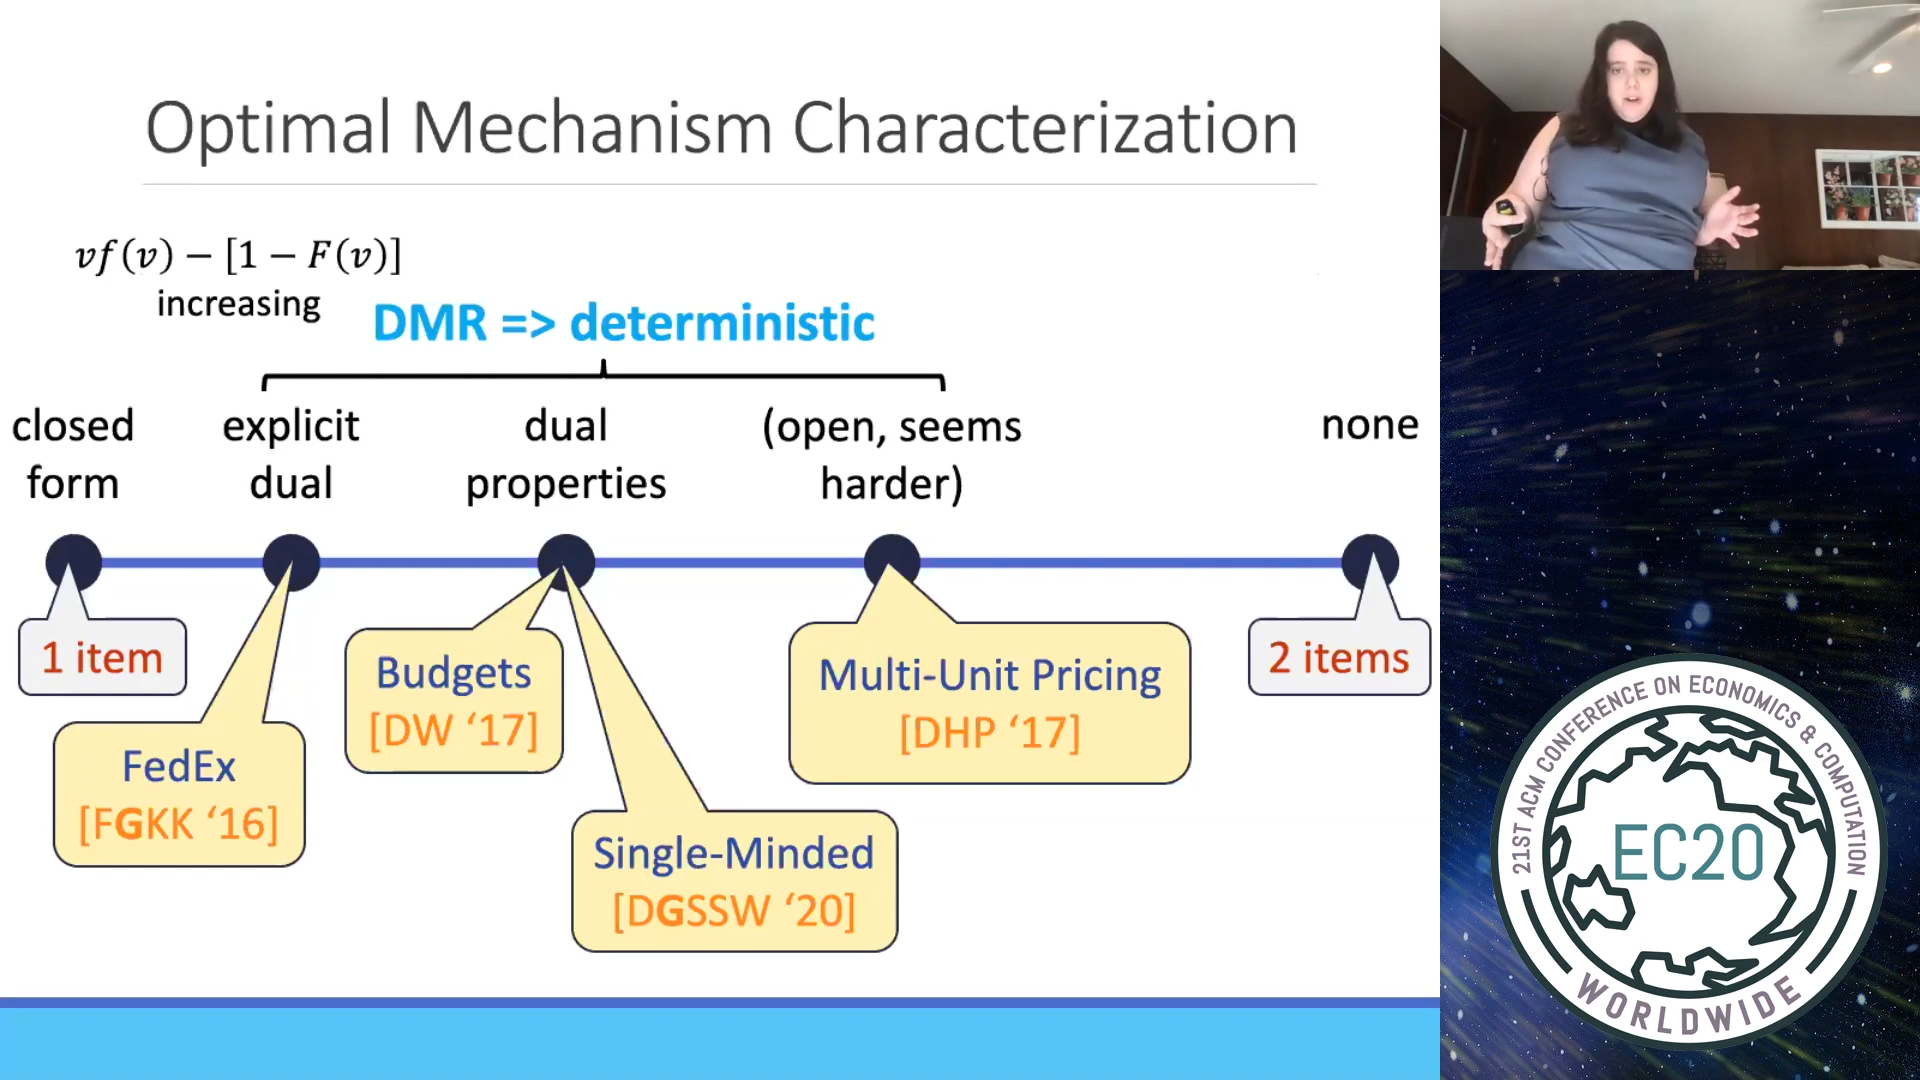 Optimal Mechanism Characterization
vf(v) − [1 − F(v)]
increasing
DMR => deterministic
closed form
explicit dual
dual properties
(open, seems harder)
none
1 item
FedEx
[FGKK ‘16]
Budgets
[DW ‘17]
Single-Minded
[DGSSW ‘20]
Multi-Unit Pricing
[DHP ‘17]
2 items
21ST ACM CONFERENCE ON ECONOMICS & COMPUTATION
EC20
WORLDWIDE